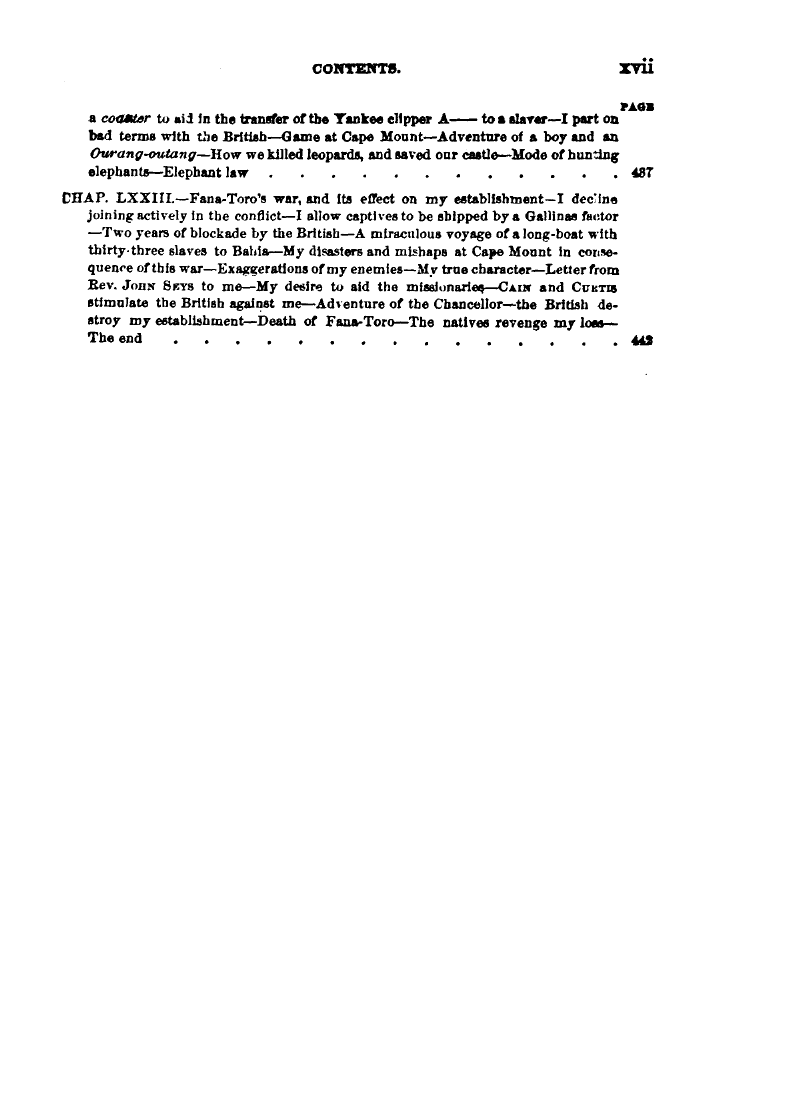 CONTENTS. xvii
PAGE
a coaster to aid in the transfer of the Yankee clipper A—— to a slaver—I part on
bad terms with the British—Game at Cape Mount—Adventure of a boy and an
Ourang-outang—How we killed leopards, and saved our castle—Mode of hunting
elephants—Elephant law . . . . . . . . . . . . 437
CHAP. LXXIII.—Fana-Toro's war, and its effect on my establishment—I decline
joining actively in the conflict—I allow captives to be shipped by a Gallinas factor
—Two years of blockade by the British—A miraculous voyage of a long-boat with
thirty-three slaves to Bahia—My disasters and mishaps at Cape Mount in conse-
quence of this war—Exaggerations of my enemies—My true character—Letter from
Rev. JOHN SEYS to me—My desire to aid the missionaries—CAIN and CURTIS
stimulate the British against me—Adventure of the Chancellor—the British de-
stroy my establishment—Death of Fana-Toro—The natives revenge my loss—
The end . . . . . . . . . . . . . . . 442